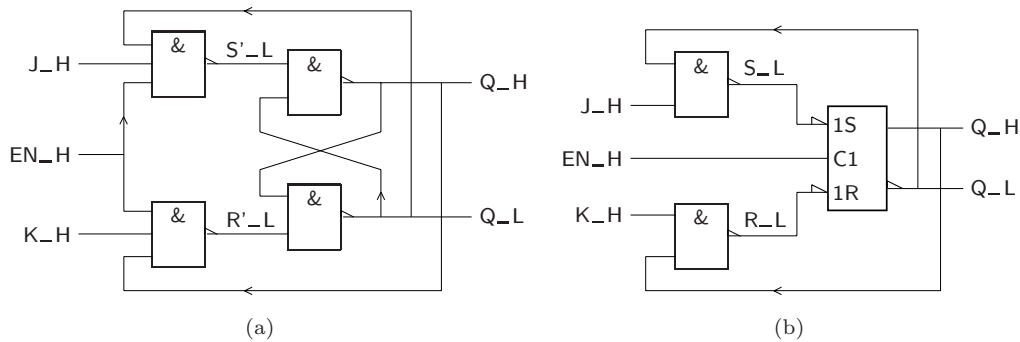 &
J_H
S'_L
&
Q_H
EN_H
&
K_H
R'_L
&
Q_L
(a)
&
S_L
J_H
1S
Q_H
EN_H
C1
1R
Q_L
K_H
&
R_L
(b)